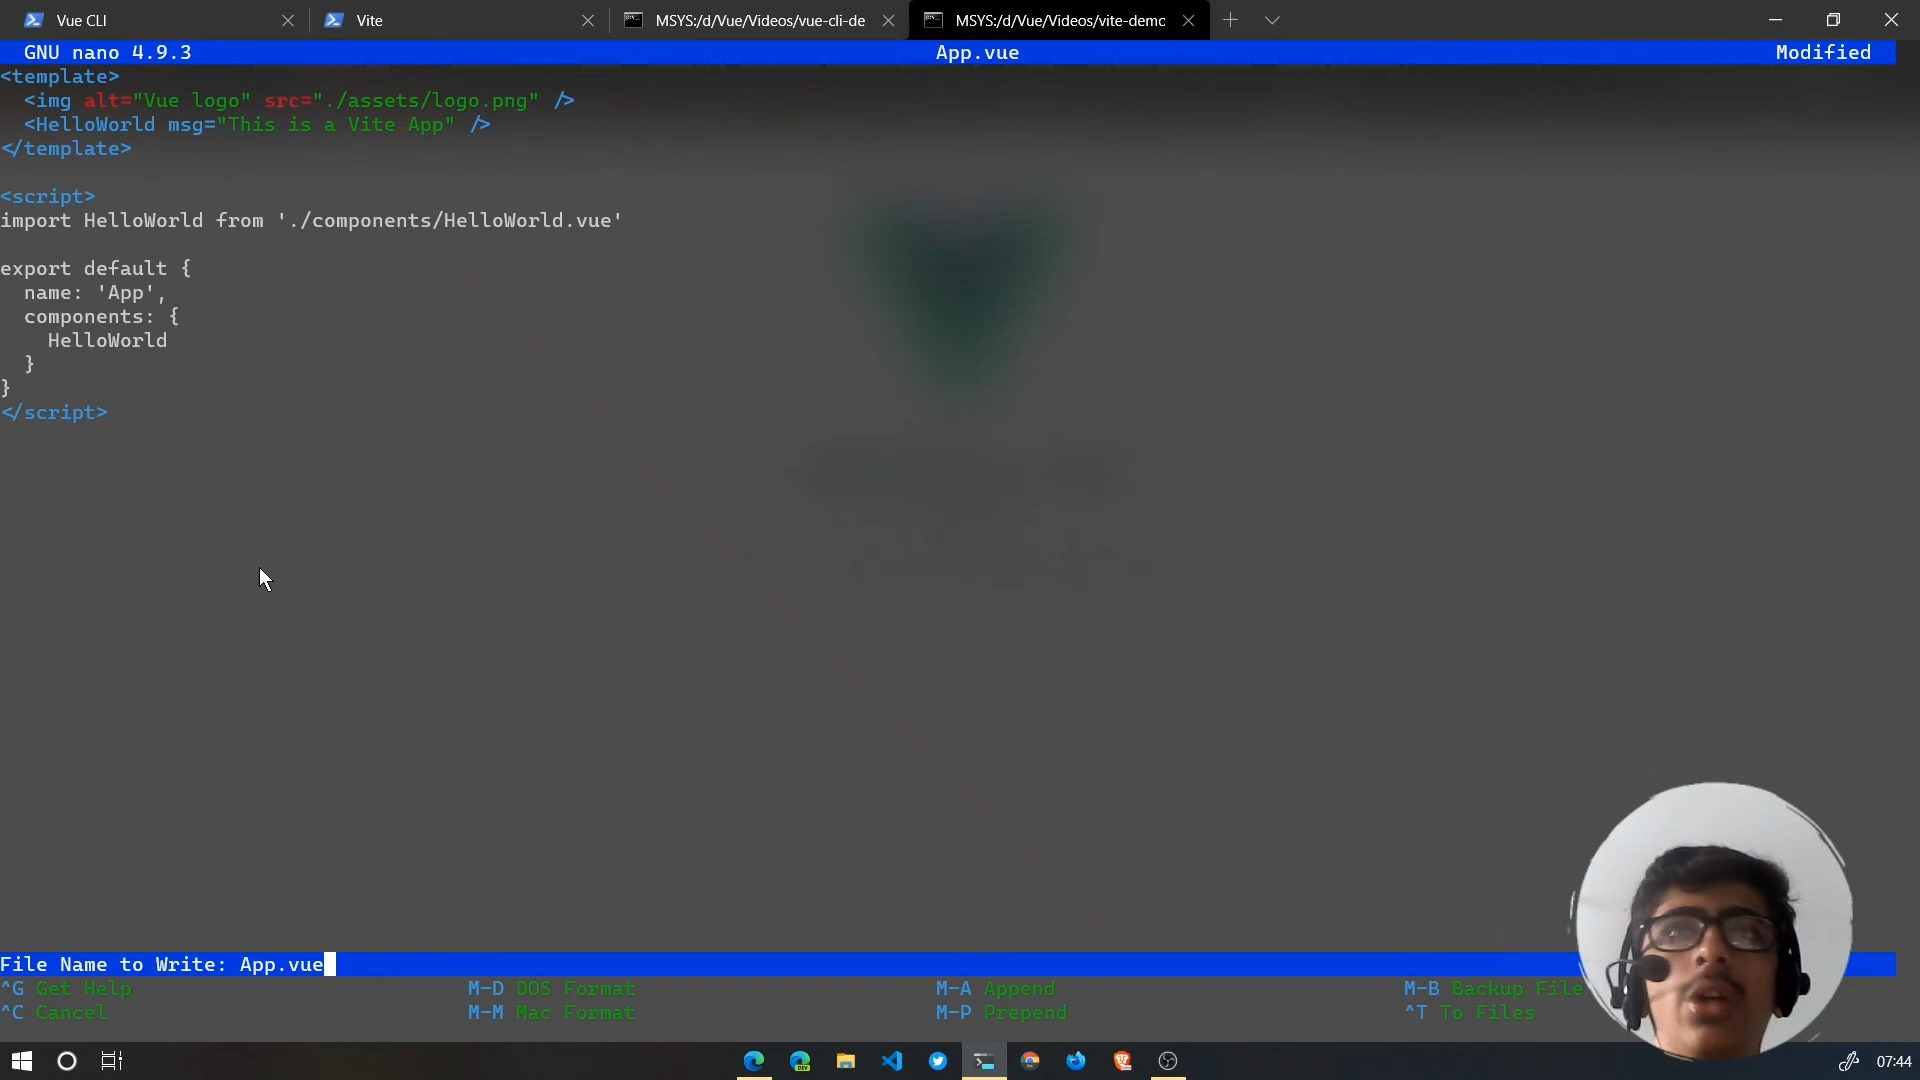 Vue CLI
Vite
MSYS:/d/Vue/Videos/vue-cli-de
MSYS:/d/Vue/Videos/vite-demo
GNU nano 4.9.3 App.vue Modified
<template>
<img alt="Vue logo" src="./assets/logo.png" />
<HelloWorld msg="This is a Vite App" />
</template>
<script>
import HelloWorld from './components/HelloWorld.vue'
export default {
name: 'App',
components: {
HelloWorld
}
}
</script>
File Name to Write: App.vue
^G Get Help M-D DOS Format M-A Append M-B Backup File
^C Cancel M-M Mac Format M-P Prepend ^T To Files
DEV
07:44